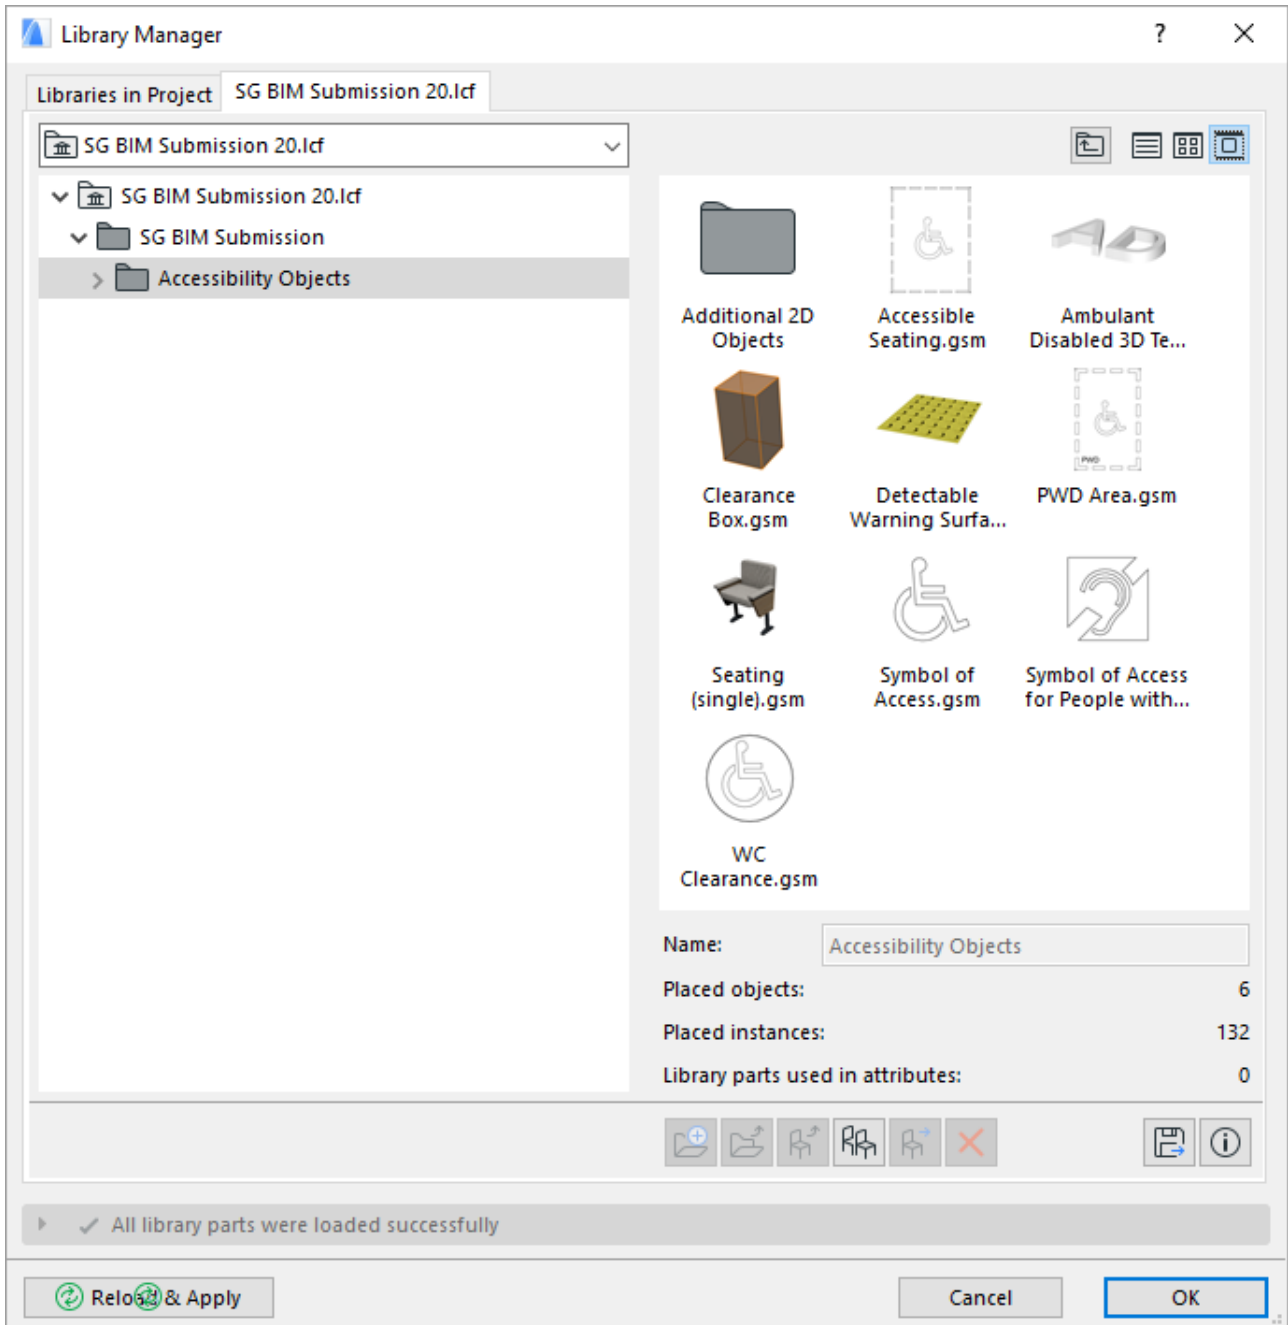 Library Manager
?
Libraries in Project
SG BIM Submission 20.lcf
SG BIM Submission 20.lcf
SG BIM Submission 20.lcf
SG BIM Submission
Accessibility Objects
Additional 2D
Objects
Accessible
Seating.gsm
AD
Ambulant
Disabled 3D Te...
Clearance
Box.gsm
Detectable
Warning Surfa...
PWD
PWD Area.gsm
Seating
(single).gsm
Symbol of
Access.gsm
Symbol of Access
for People with...
WC
Clearance.gsm
Name:
Accessibility Objects
Placed objects:
6
Placed instances:
132
Library parts used in attributes:
0
All library parts were loaded successfully
Reload & Apply
Cancel
OK